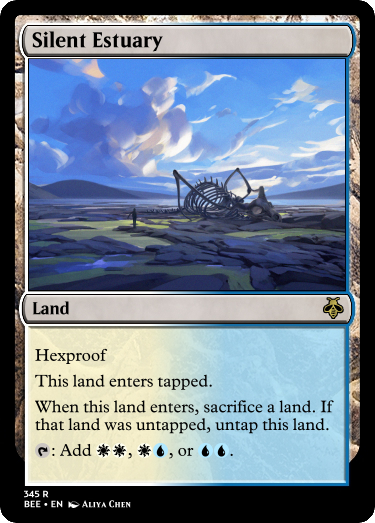 Silent Estuary
Land
Hexproof
This land enters tapped.
When this land enters, sacrifice a land. If
that land was untapped, untap this land.
: Add , , or .
345 R
BEE • EN Aliya Chen